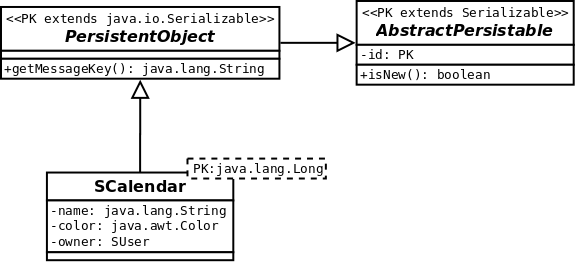 <<PK extends java.io.Serializable>>
PersistentObject
+getMessageKey(): java.lang.String
<<PK extends Serializable>>
AbstractPersistable
-id: PK
+isNew(): boolean
PK:java.lang.Long
SCalendar
-name: java.lang.String
-color: java.awt.Color
-owner: SUser